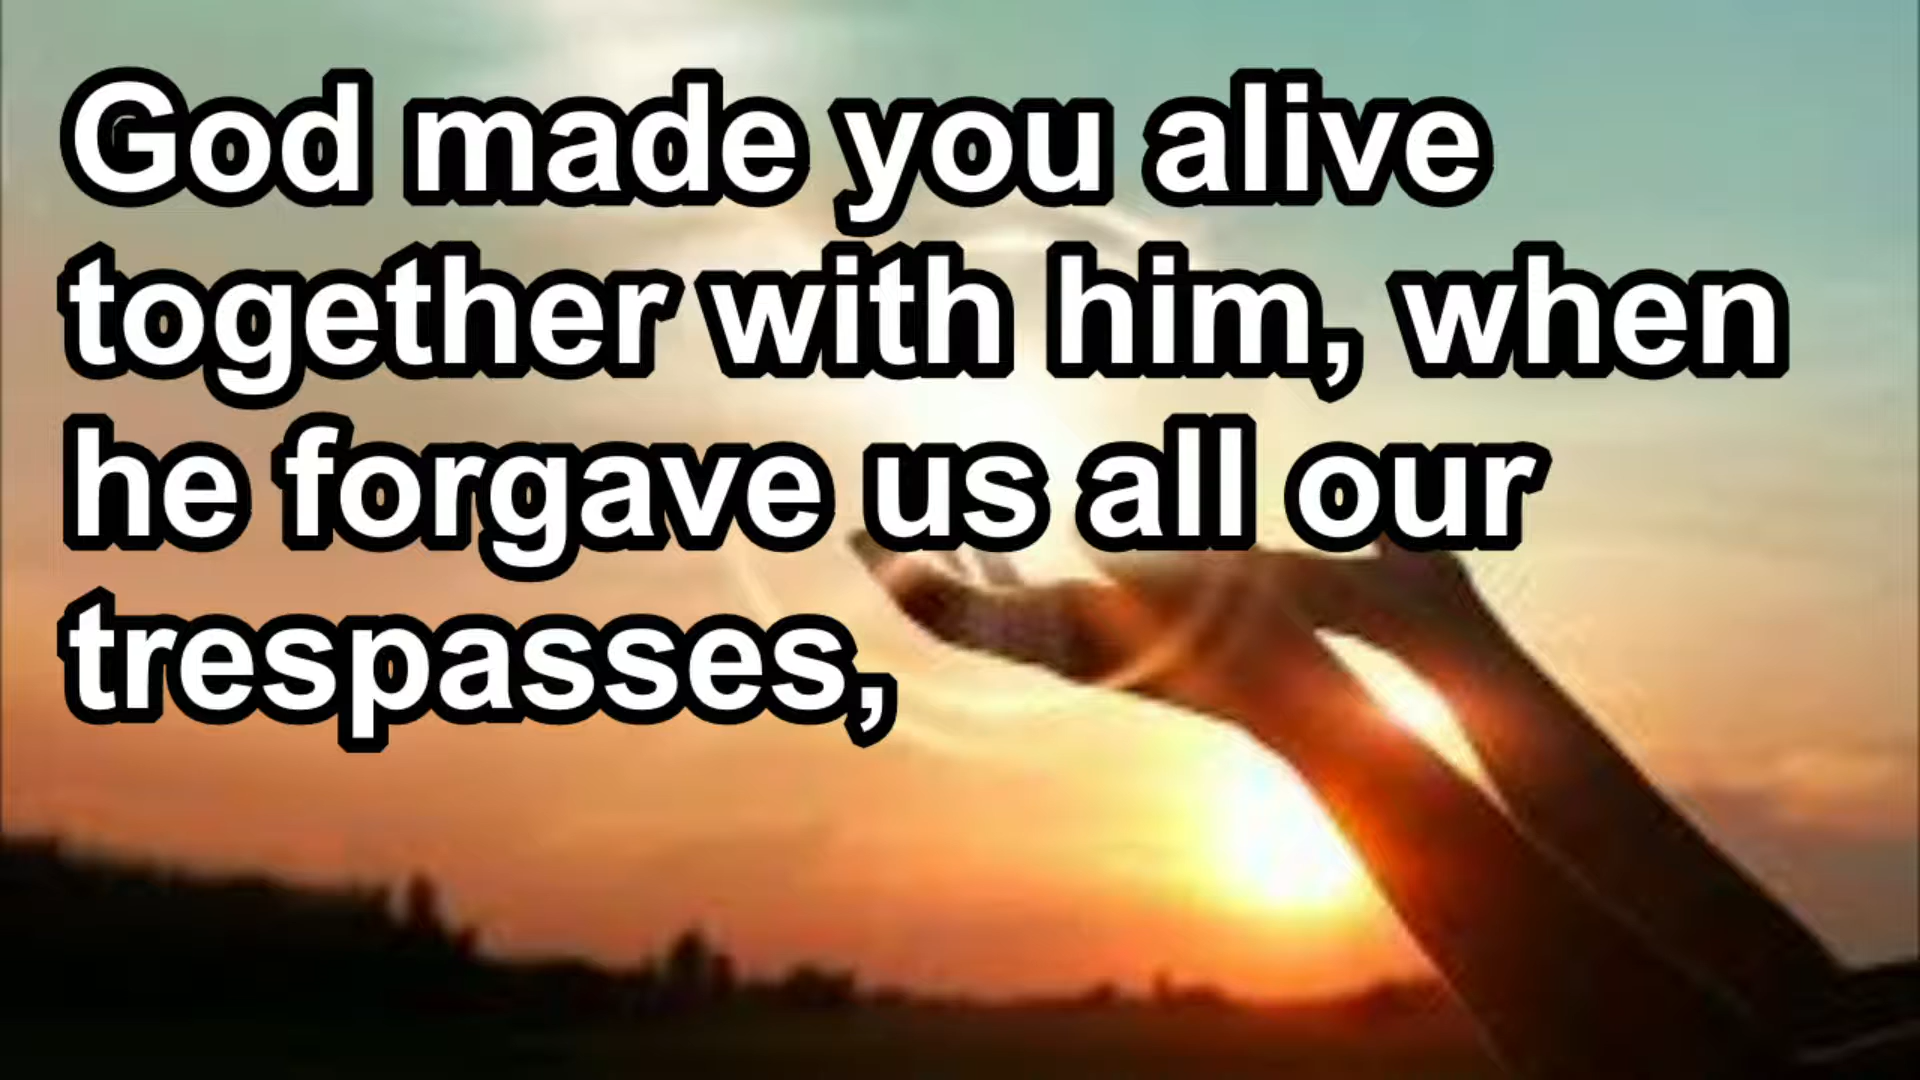 God made you alive
together with him, when
he forgave us all our
trespasses,